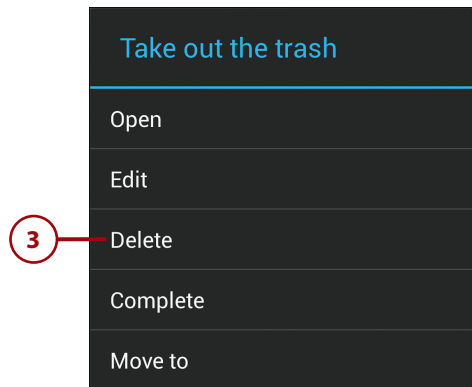 Take out the trash
Open
Edit
3 Delete
Complete
Move to